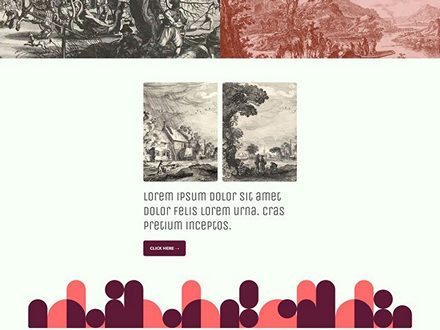 Lorem ipsum dolor sit amet
dolor felis lorem urna. Cras
pretium inceptos.
CLICK HERE →